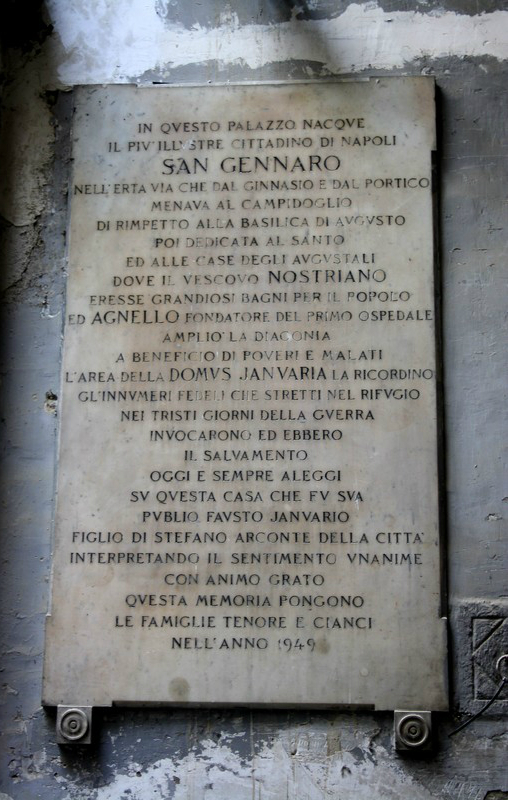 IN QVESTO PALAZZO NACQVE
IL PIV' ILLVSTRE CITTADINO DI NAPOLI
SAN GENNARO
NELL'ERTA VIA CHE DAL GINNASIO E DAL PORTICO
MENAVA AL CAMPIDOGLIO
DI RIMPETTO ALLA BASILICA DI AVGVSTO
POI DEDICATA AL SANTO
ED ALLE CASE DEGLI AVGVSTALI
DOVE IL VESCOVO NOSTRIANO
ERESSE GRANDIOSI BAGNI PER IL POPOLO
ED AGNELLO FONDATORE DEL PRIMO OSPEDALE
AMPLIO' LA DIACONIA
A BENEFICIO DI POVERI E MALATI
L'AREA DELLA DOMVS JANVARIA LA RICORDINO
GL'INNVMERI FEDELI CHE STRETTI NEL RIFVGIO
NEI TRISTI GIORNI DELLA GVERRA
INVOCARONO ED EBBERO
IL SALVAMENTO
OGGI E SEMPRE ALEGGI
SV QVESTA CASA CHE FV SVA
PVBLIO FAVSTO JANVARIO
FIGLIO DI STEFANO ARCONTE DELLA CITTA'
INTERPRETANDO IL SENTIMENTO VNANIME
CON ANIMO GRATO
QVESTA MEMORIA PONGONO
LE FAMIGLIE TENORE E CIANCI
NELL'ANNO 1949